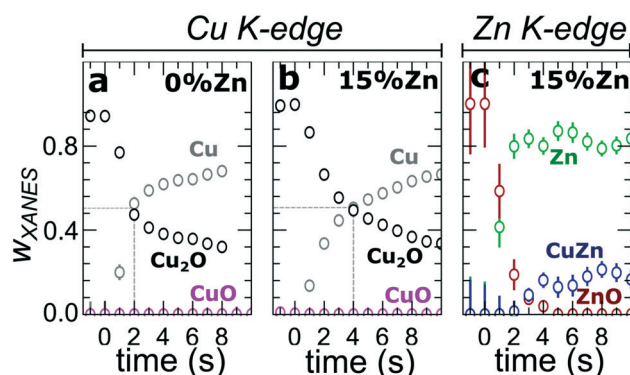 Cu K-edge Zn K-edge
a 0%Zn b 15%Zn c 15%Zn
Cu Cu Zn
Cu₂O Cu₂O CuZn
CuO CuO ZnO
w_XANES
0.8
0.4
0.0
0 2 4 6 8 0 2 4 6 8 0 2 4 6 8
time (s) time (s) time (s)